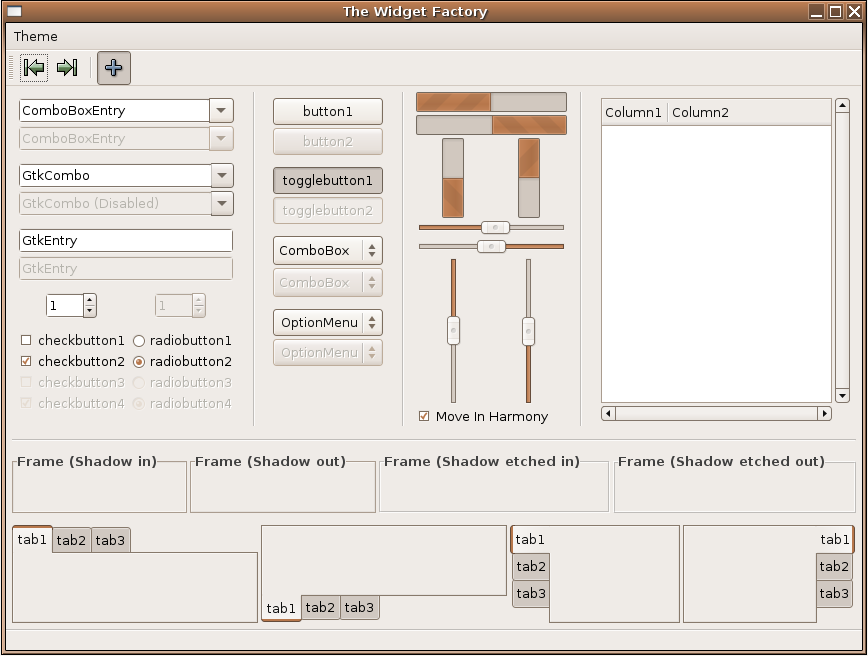 The Widget Factory
Theme
ComboBoxEntry
ComboBoxEntry
GtkCombo
GtkCombo (Disabled)
GtkEntry
GtkEntry
1 1
checkbutton1 radiobutton1
checkbutton2 radiobutton2
checkbutton3 radiobutton3
checkbutton4 radiobutton4
button1
button2
togglebutton1
togglebutton2
ComboBox
ComboBox
OptionMenu
OptionMenu
Move In Harmony
Column1 Column2
Frame (Shadow in) Frame (Shadow out) Frame (Shadow etched in) Frame (Shadow etched out)
tab1 tab2 tab3
tab1 tab2 tab3
tab1
tab2
tab3
tab1
tab2
tab3